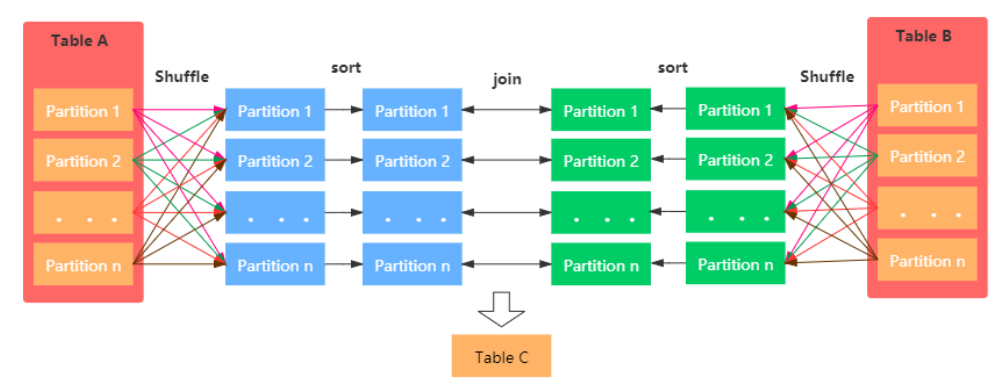 Table A
Table B
Shuffle
sort
join
sort
Shuffle
Partition 1
Partition 1
Partition 1
Partition 1
Partition 1
Partition 1
Partition 2
Partition 2
Partition 2
Partition 2
Partition 2
Partition 2
. . .
. . .
. . .
. . .
. . .
. . .
Partition n
Partition n
Partition n
Partition n
Partition n
Partition n
Table C